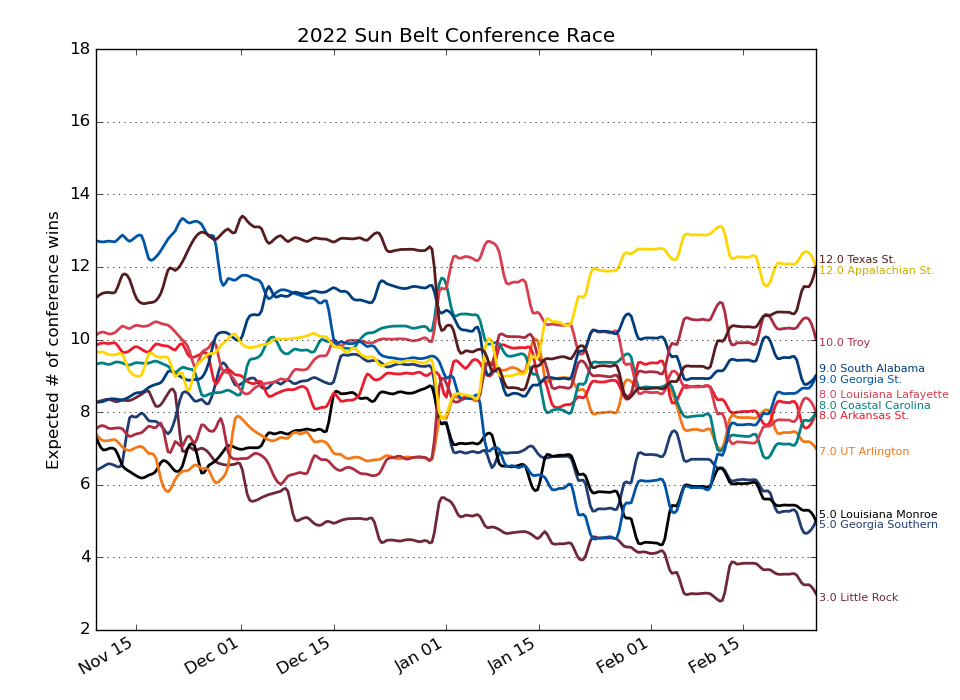 2022 Sun Belt Conference Race
Expected # of conference wins
18
16
14
12
10
8
6
4
2
12.0 Texas St.
12.0 Appalachian St.
10.0 Troy
9.0 South Alabama
9.0 Georgia St.
8.0 Louisiana Lafayette
8.0 Coastal Carolina
8.0 Arkansas St.
7.0 UT Arlington
5.0 Louisiana Monroe
5.0 Georgia Southern
3.0 Little Rock
Nov 15
Dec 01
Dec 15
Jan 01
Jan 15
Feb 01
Feb 15